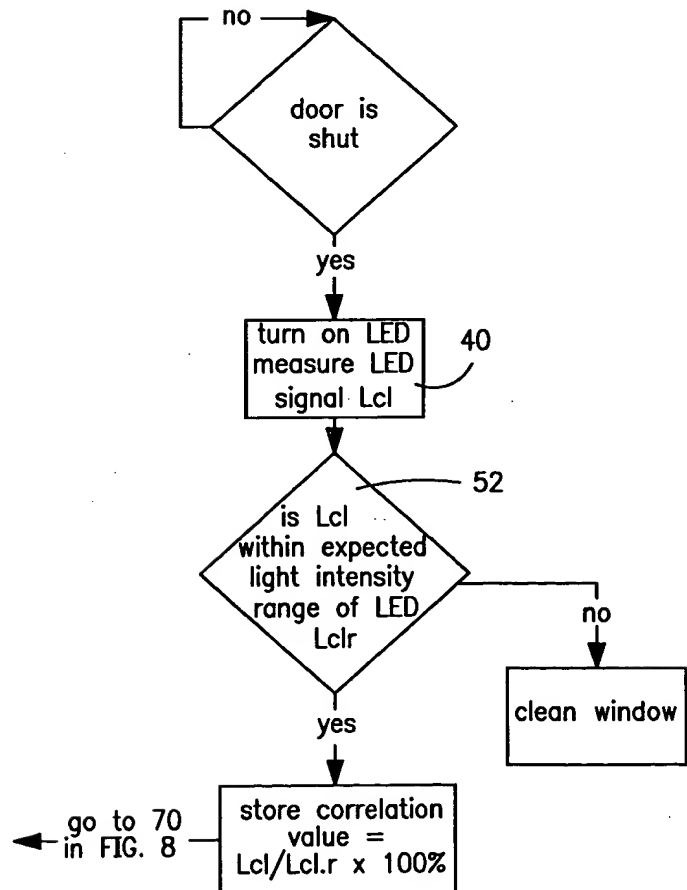 no
door is
shut
yes
turn on LED
measure LED
signal Lcl
40
52
is Lcl
within expected
light intensity
range of LED
Lclr
no
clean window
yes
go to 70
in FIG. 8
store correlation
value =
Lcl/Lcl.r x 100%